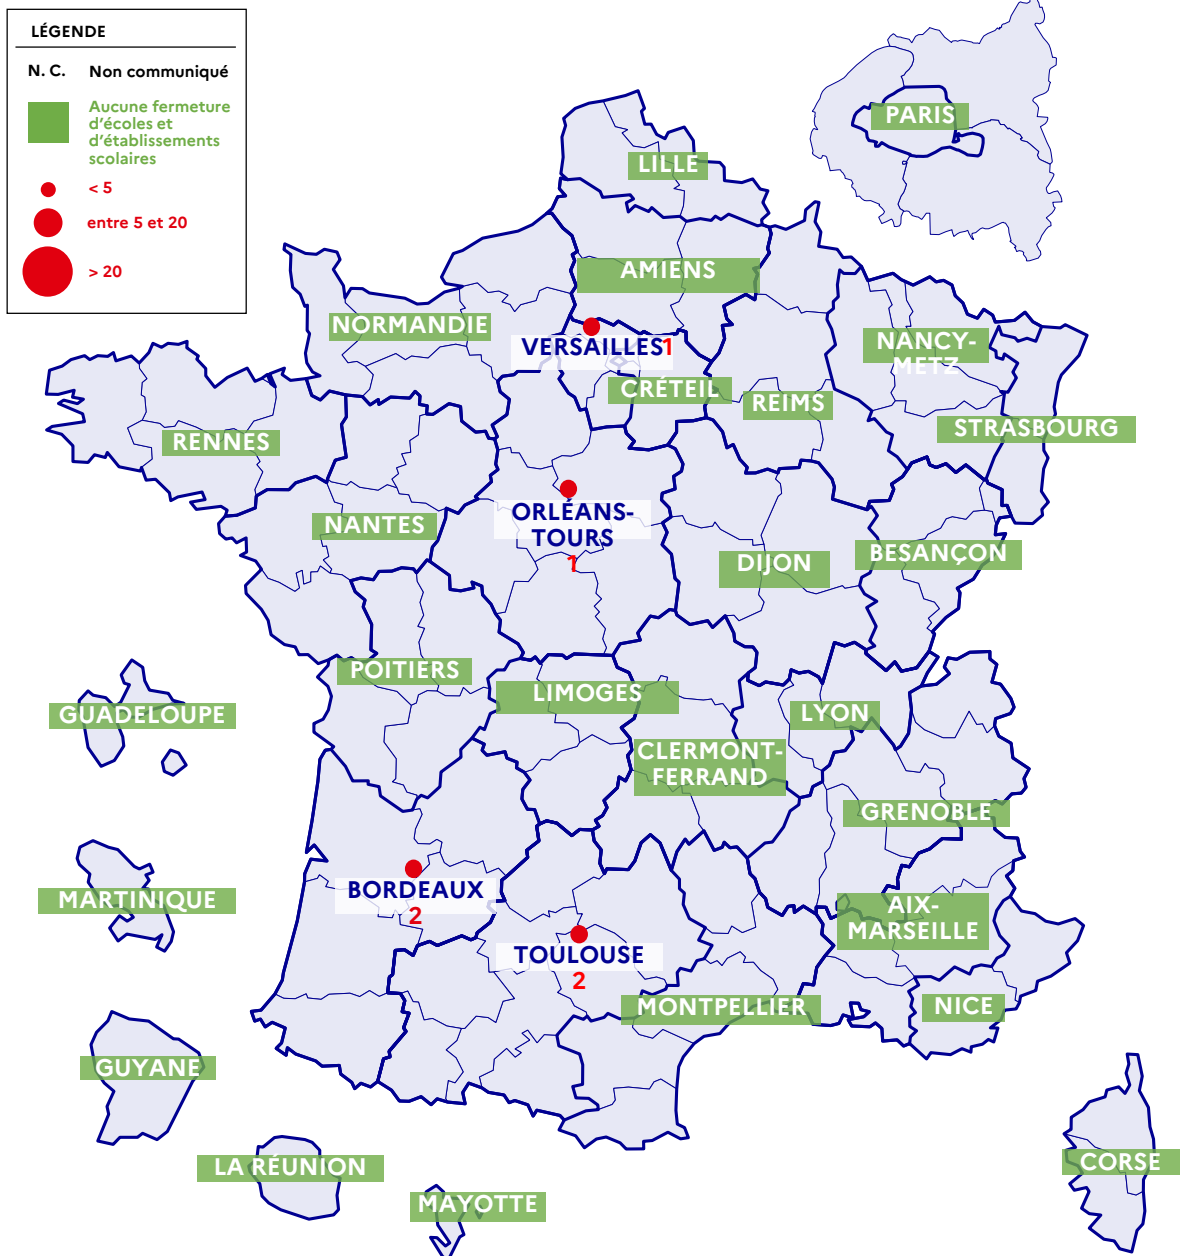 LÉGENDE
N. C. Non communiqué
Aucune fermeture
d'écoles et
d'établissements
scolaires
< 5
entre 5 et 20
> 20
PARIS
LILLE
AMIENS
NORMANDIE
VERSAILLES 1
NANCY-
METZ
CRÉTEIL
REIMS
STRASBOURG
RENNES
ORLÉANS-
TOURS
1
NANTES
DIJON
BESANÇON
POITIERS
LIMOGES
GUADELOUPE
LYON
CLERMONT-
FERRAND
GRENOBLE
BORDEAUX
2
MARTINIQUE
AIX-
MARSEILLE
TOULOUSE
2
MONTPELLIER
NICE
GUYANE
LA RÉUNION
MAYOTTE
CORSE